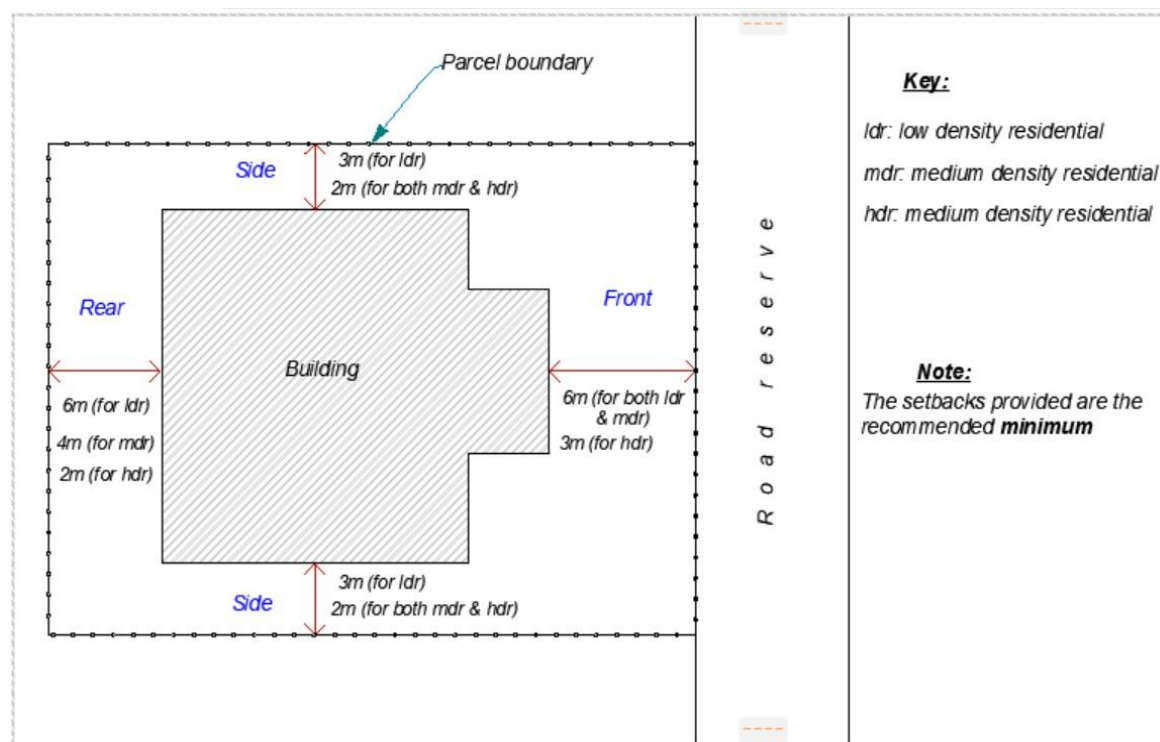 Parcel boundary
Side
3m (for ldr)
2m (for both mdr & hdr)
Rear
6m (for ldr)
4m (for mdr)
2m (for hdr)
Building
Front
6m (for both ldr
& mdr)
3m (for hdr)
Side
3m (for ldr)
2m (for both mdr & hdr)
Road reserve
Key:
ldr: low density residential
mdr: medium density residential
hdr: medium density residential
Note:
The setbacks provided are the
recommended minimum